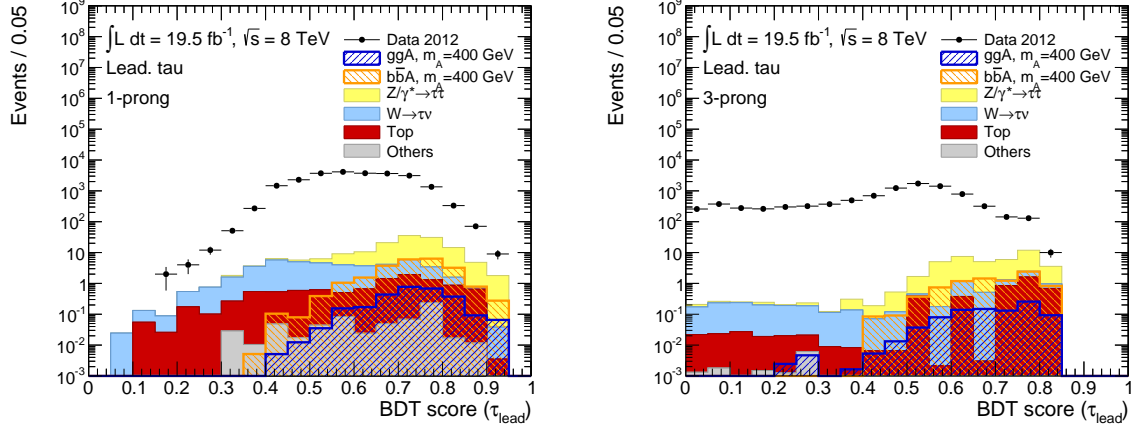 Events / 0.05
10⁹
10⁸
10⁷
10⁶
10⁵
10⁴
10³
10²
10
1
10⁻¹
10⁻²
10⁻³
0 0.1 0.2 0.3 0.4 0.5 0.6 0.7 0.8 0.9 1
BDT score (τ_lead)
∫L dt = 19.5 fb⁻¹, √s = 8 TeV
Lead. tau
1-prong
Data 2012
ggA, m_A=400 GeV
bb̄A, m_A=400 GeV
Z/γ*→ττ
W→τν
Top
Others
Events / 0.05
10⁹
10⁸
10⁷
10⁶
10⁵
10⁴
10³
10²
10
1
10⁻¹
10⁻²
10⁻³
0 0.1 0.2 0.3 0.4 0.5 0.6 0.7 0.8 0.9 1
BDT score (τ_lead)
∫L dt = 19.5 fb⁻¹, √s = 8 TeV
Lead. tau
3-prong
Data 2012
ggA, m_A=400 GeV
bb̄A, m_A=400 GeV
Z/γ*→ττ
W→τν
Top
Others